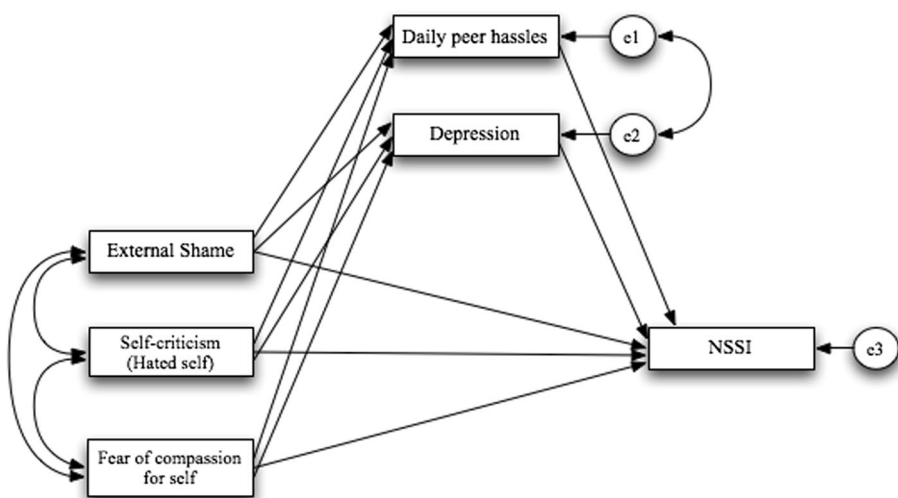 Daily peer hassles
e1
Depression
e2
External Shame
Self-criticism
(Hated self)
NSSI
e3
Fear of compassion
for self